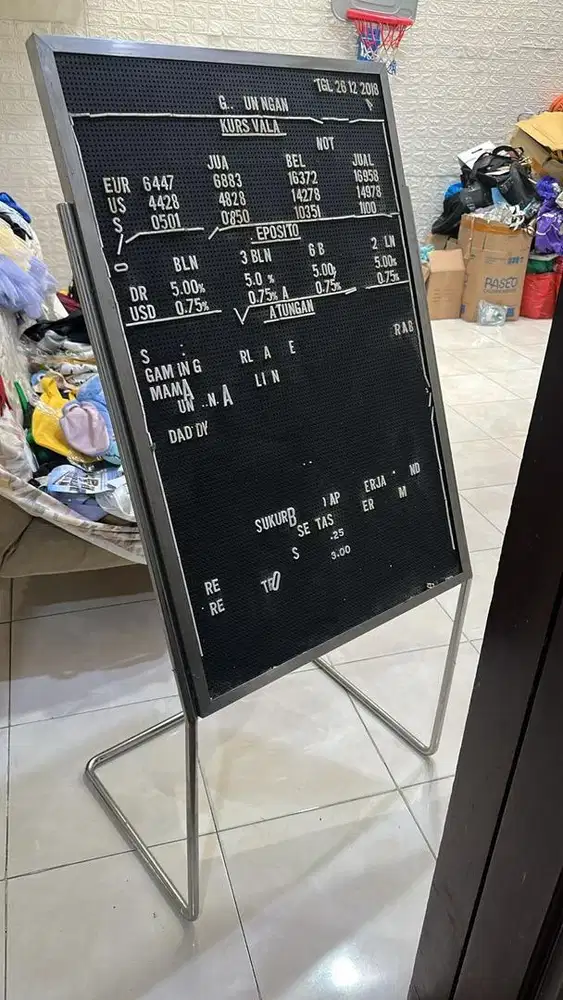 TGL 26 12 2018
G.. UN NGAN
KURS VALA
NOT
JUA BEL JUAL
EUR 6447 6883 16372 16958
US 4428 4828 14278 14978
S 0501 0850 10351 1100
EPOSITO
O BLN 3 BLN 6 B 2 LN
DR 5.00% 5.0 % 5.00 5.00%
USD 0.75% 0.75% A 0.75% 0.75%
A TUNGAN
S RAB
GAM IN G RL A E
MAMA LI N
UN ..N.A
DAD DY
SUKURB I AP ERJA ND
SE TAS ER M
S .25
3.00
RE TRO
RE
PASEO